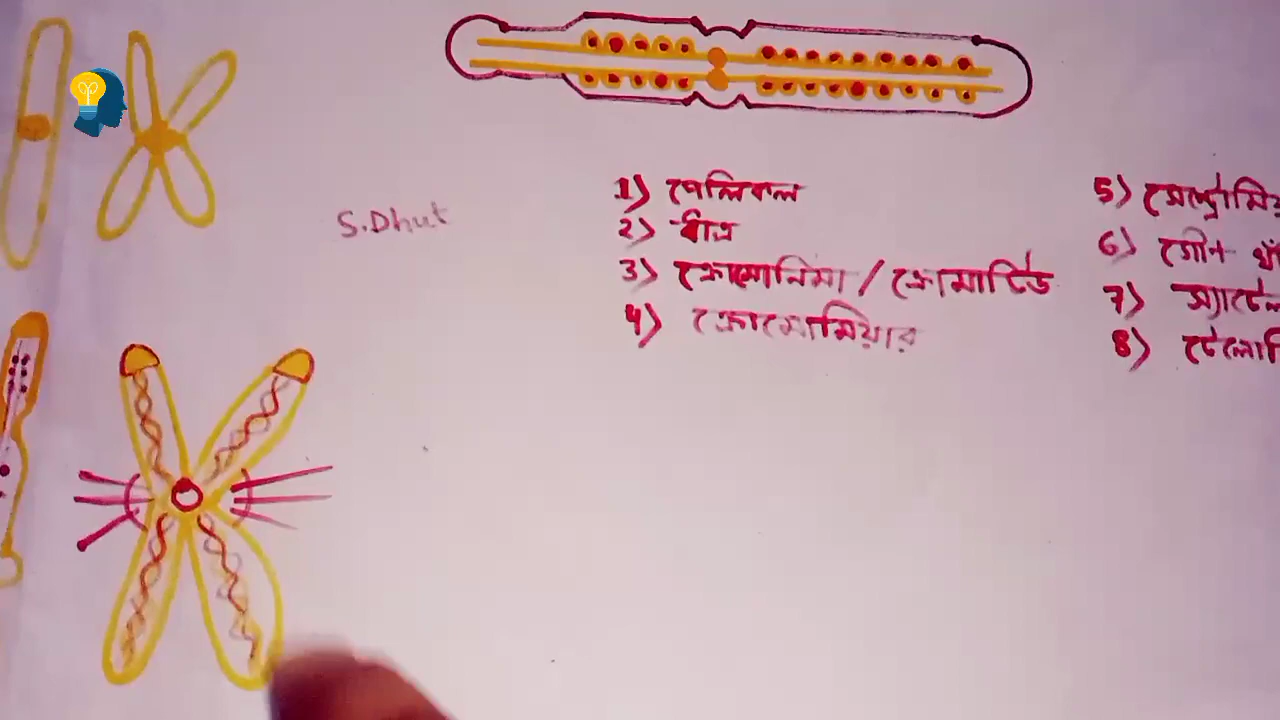 S.Dhut
1) পেলিকল
2) ধাত্র
3) ক্রোমোনিমা / ক্রোমাটিড
4) ক্রোমোমিয়ার
5) সেন্ট্রোমিয়
6) গৌণ খাঁ
7) স্যাটেল
8) টেলোমি